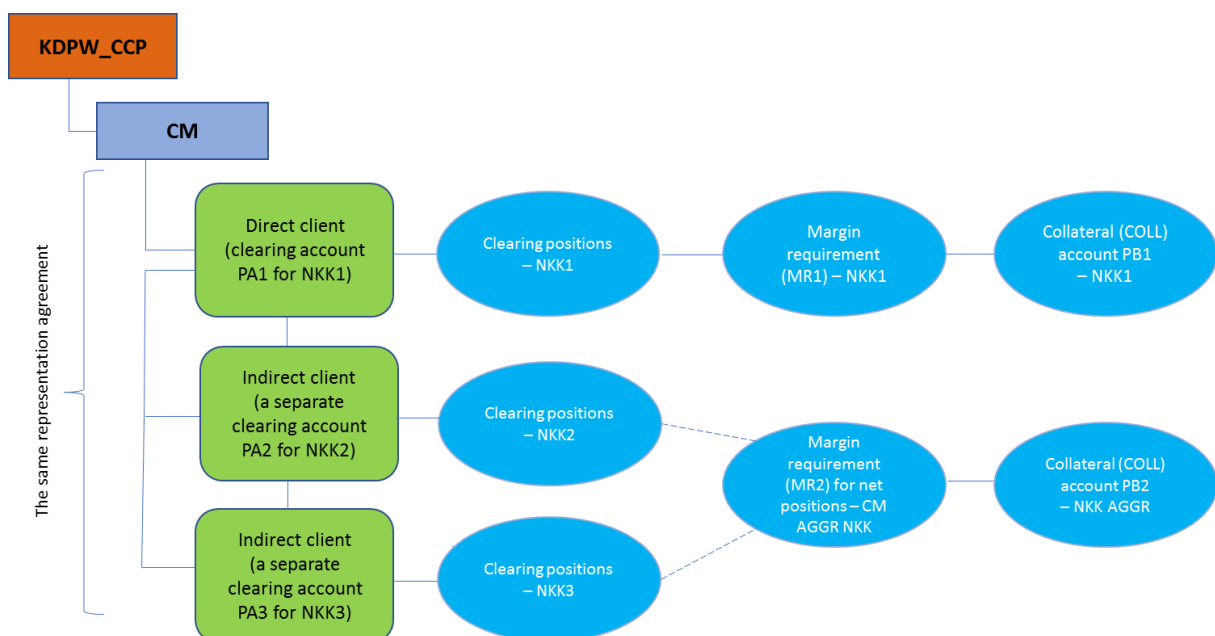 KDPW_CCP
CM
The same representation agreement
Direct client
(clearing account
PA1 for NKK1)
Clearing positions
– NKK1
Margin
requirement
(MR1) – NKK1
Collateral (COLL)
account PB1
– NKK1
Indirect client
(a separate
clearing account
PA2 for NKK2)
Clearing positions
– NKK2
Margin
requirement
(MR2) for net
positions – CM
AGGR NKK
Collateral (COLL)
account PB2
– NKK AGGR
Indirect client
(a separate
clearing account
PA3 for NKK3)
Clearing positions
– NKK3